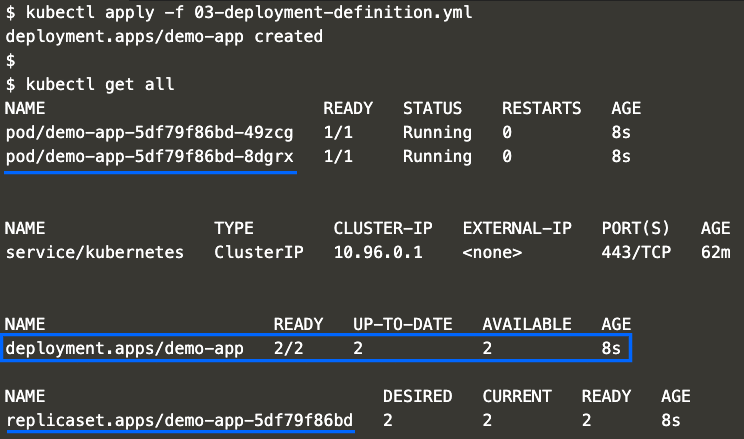 $ kubectl apply -f 03-deployment-definition.yml
deployment.apps/demo-app created
$
$ kubectl get all
NAME READY STATUS RESTARTS AGE
pod/demo-app-5df79f86bd-49zcg 1/1 Running 0 8s
pod/demo-app-5df79f86bd-8dgrx 1/1 Running 0 8s
NAME TYPE CLUSTER-IP EXTERNAL-IP PORT(S) AGE
service/kubernetes ClusterIP 10.96.0.1 <none> 443/TCP 62m
NAME READY UP-TO-DATE AVAILABLE AGE
deployment.apps/demo-app 2/2 2 2 8s
NAME DESIRED CURRENT READY AGE
replicaset.apps/demo-app-5df79f86bd 2 2 2 8s